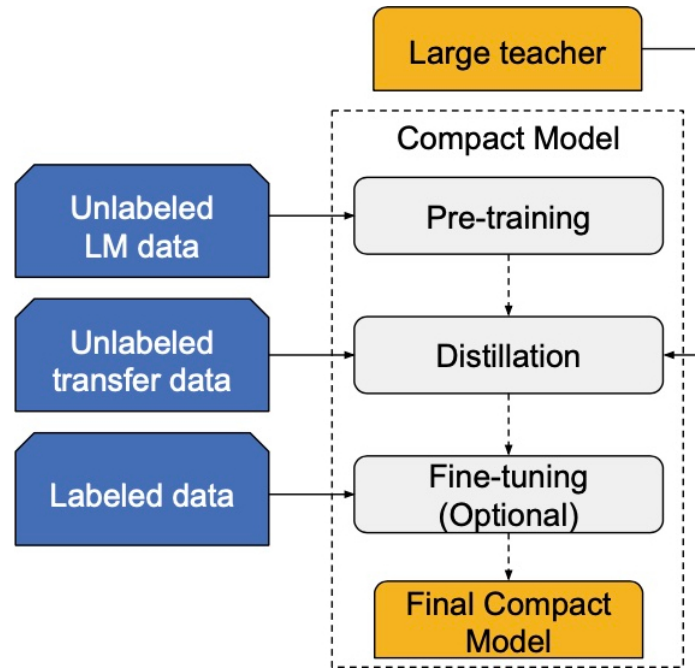 Large teacher
Compact Model
Unlabeled
LM data
Pre-training
Unlabeled
transfer data
Distillation
Labeled data
Fine-tuning
(Optional)
Final Compact
Model